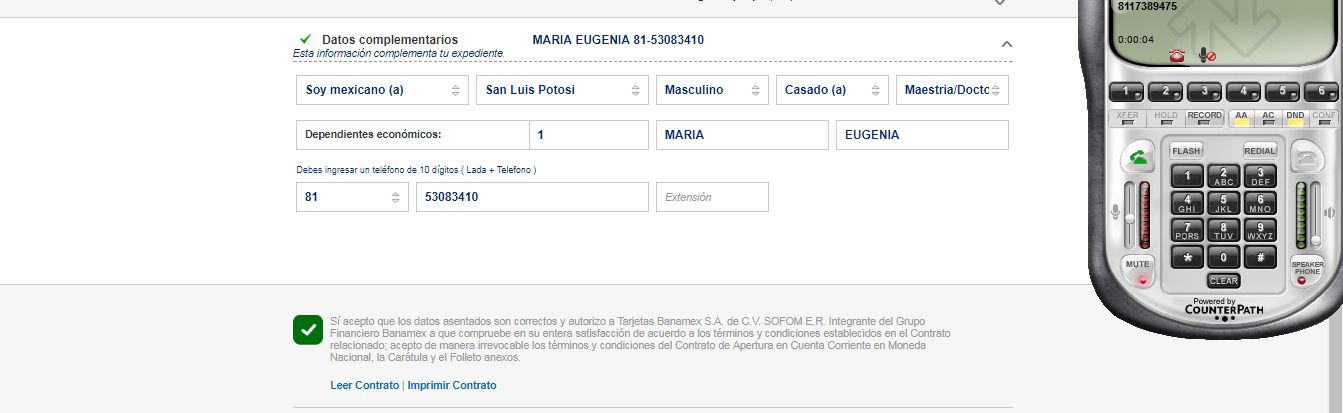 Datos complementarios MARIA EUGENIA 81-53083410
Esta información complementa tu expediente.
Soy mexicano (a) San Luis Potosi Masculino Casado (a) Maestria/Docto
Dependientes económicos: 1 MARIA EUGENIA
Debes ingresar un teléfono de 10 dígitos ( Lada + Telefono )
81 53083410 Extensión
Sí acepto que los datos asentados son correctos y autorizo a Tarjetas Banamex S.A. de C.V. SOFOM E.R. Integrante del Grupo
Financiero Banamex a que compruebe en su entera satisfacción de acuerdo a los términos y condiciones establecidos en el Contrato
relacionado; acepto de manera irrevocable los términos y condiciones del Contrato de Apertura en Cuenta Corriente en Moneda
Nacional, la Carátula y el Folleto anexos.
Leer Contrato | Imprimir Contrato
8117389475
0:00:04
1 2 3 4 5 6
XFER HOLD RECORD AA AC DND CONF
FLASH REDIAL
1 2 ABC 3 DEF
4 GHI 5 JKL 6 MNO
7 PQRS 8 TUV 9 WXYZ
* 0 #
MUTE
SPEAKER
PHONE
CLEAR
Powered by
COUNTERPATH